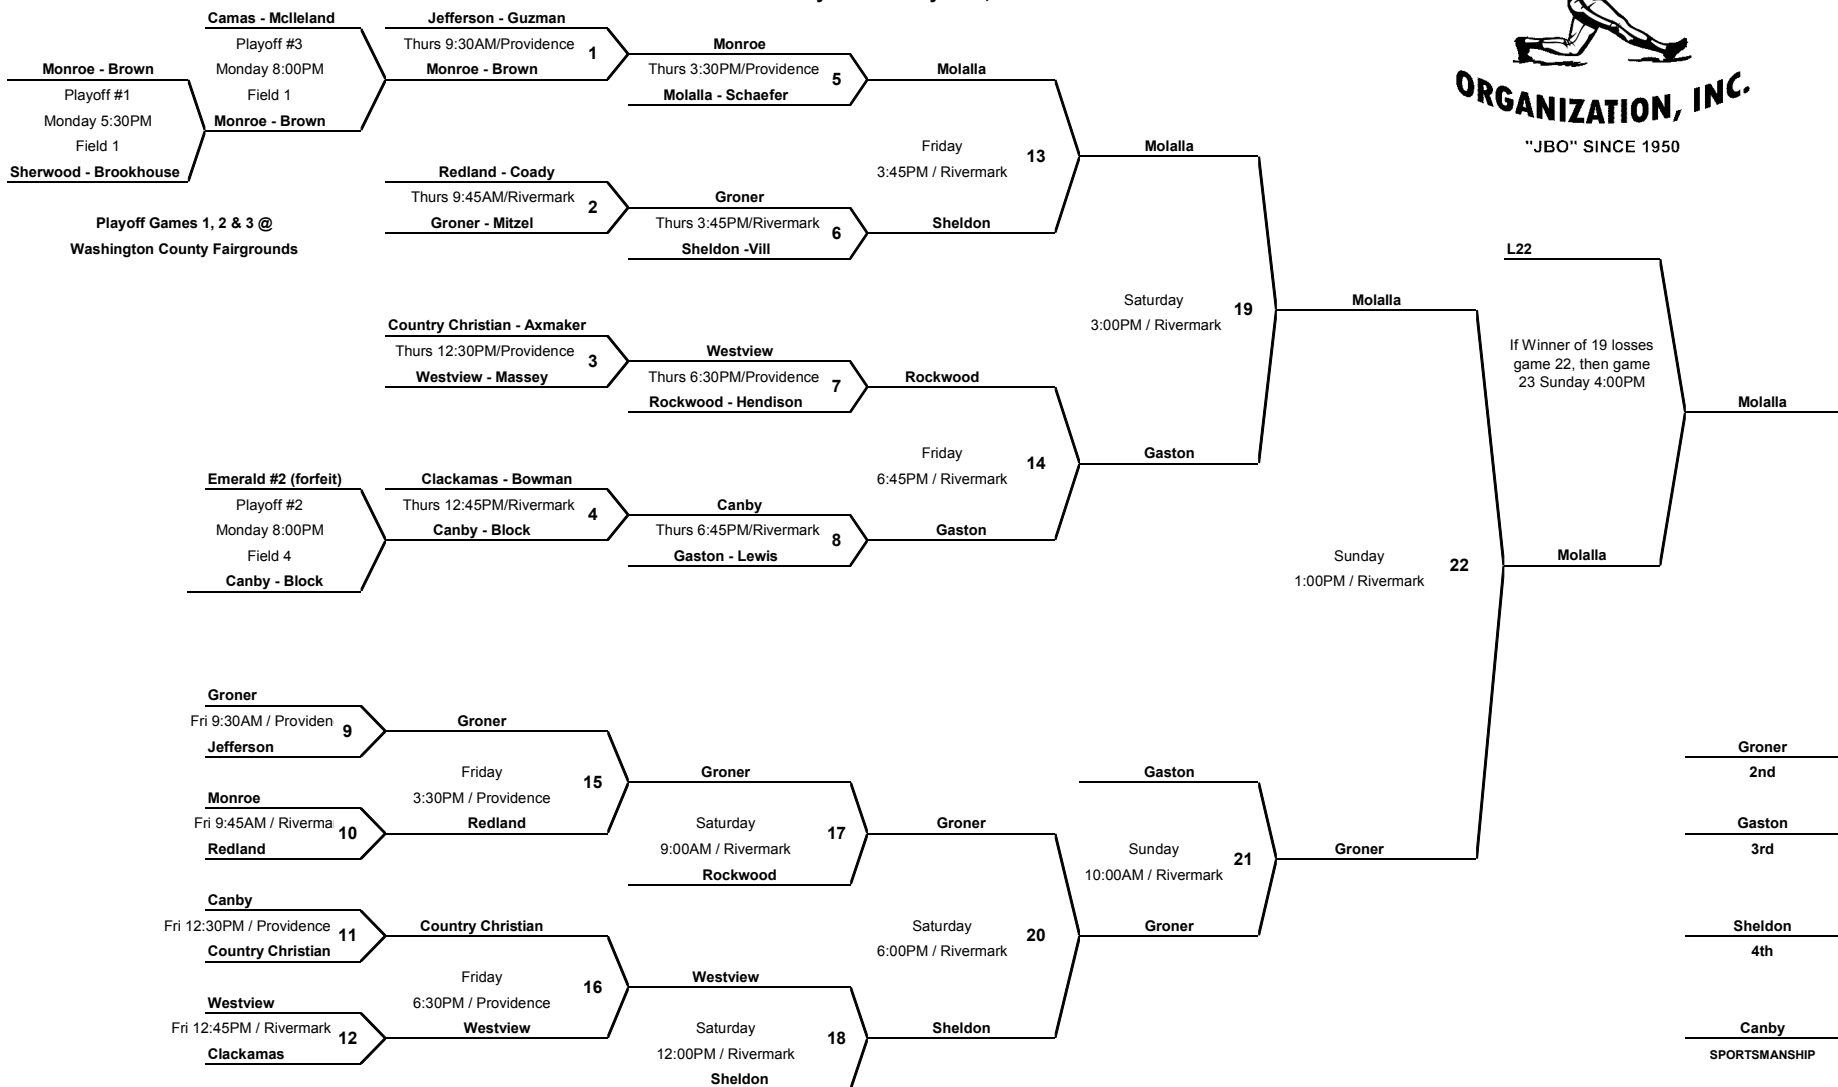 Camas - Mclleland
Playoff #3
Monday 8:00PM
Field 1
Monroe - Brown
Monroe - Brown
Playoff #1
Monday 5:30PM
Field 1
Sherwood - Brookhouse
Playoff Games 1, 2 & 3 @
Washington County Fairgrounds
Emerald #2 (forfeit)
Playoff #2
Monday 8:00PM
Field 4
Canby - Block
Jefferson - Guzman
Thurs 9:30AM/Providence 1
Monroe - Brown
Redland - Coady
Thurs 9:45AM/Rivermark 2
Groner - Mitzel
Country Christian - Axmaker
Thurs 12:30PM/Providence 3
Westview - Massey
Clackamas - Bowman
Thurs 12:45PM/Rivermark 4
Canby - Block
Monroe
Thurs 3:30PM/Providence 5
Molalla - Schaefer
Groner
Thurs 3:45PM/Rivermark 6
Sheldon -Vill
Westview
Thurs 6:30PM/Providence 7
Rockwood - Hendison
Canby
Thurs 6:45PM/Rivermark 8
Gaston - Lewis
Molalla
Friday 13
3:45PM / Rivermark
Sheldon
Rockwood
Friday 14
6:45PM / Rivermark
Gaston
Molalla
Saturday 19
3:00PM / Rivermark
Gaston
Molalla
Sunday 22
1:00PM / Rivermark
L22
If Winner of 19 losses
game 22, then game
23 Sunday 4:00PM
Molalla
Molalla
ORGANIZATION, INC.
"JBO" SINCE 1950
Groner
Fri 9:30AM / Providen 9
Jefferson
Monroe
Fri 9:45AM / Riverma 10
Redland
Canby
Fri 12:30PM / Providence 11
Country Christian
Westview
Fri 12:45PM / Rivermark 12
Clackamas
Groner
Friday 15
3:30PM / Providence
Redland
Country Christian
Friday 16
6:30PM / Providence
Westview
Groner
Saturday 17
9:00AM / Rivermark
Rockwood
Westview
Saturday 18
12:00PM / Rivermark
Sheldon
Groner
Saturday 20
6:00PM / Rivermark
Sheldon
Gaston
Sunday 21
10:00AM / Rivermark
Groner
Groner
Groner
2nd
Gaston
3rd
Sheldon
4th
Canby
SPORTSMANSHIP